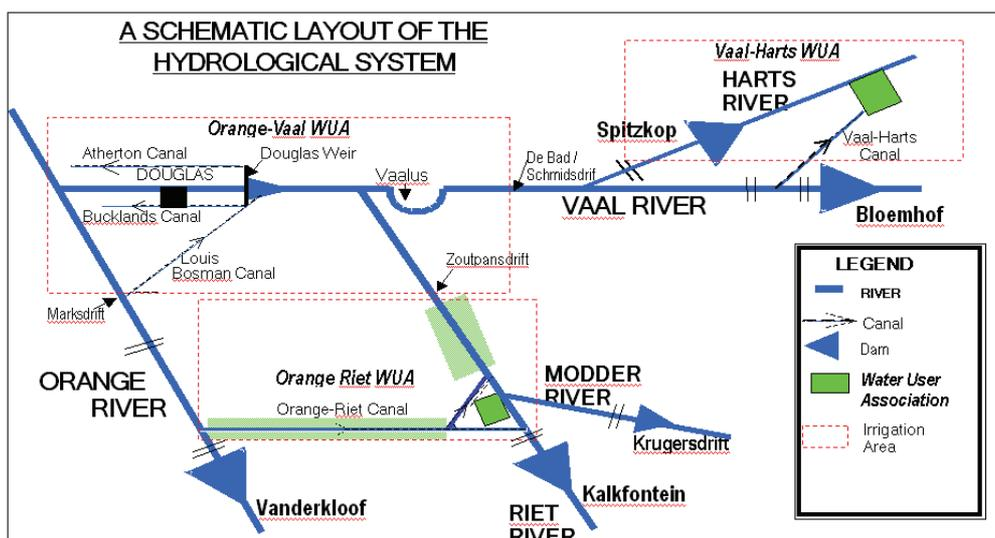 A SCHEMATIC LAYOUT OF THE
HYDROLOGICAL SYSTEM
Vaal-Harts WUA
HARTS
RIVER
Spitzkop
Vaal-Harts
Canal
Orange-Vaal WUA
Atherton Canal
Douglas Weir
DOUGLAS
Vaalus
De Bad /
Schmidsdrif
Bucklands Canal
VAAL RIVER
Bloemhof
Louis
Bosman Canal
Zoutpansdrift
Marksdrift
ORANGE
RIVER
Orange Riet WUA
MODDER
RIVER
Orange-Riet Canal
Krugersdrift
Vanderkloof
Kalkfontein
RIET
RIVER
LEGEND
RIVER
Canal
Dam
Water User
Association
Irrigation
Area